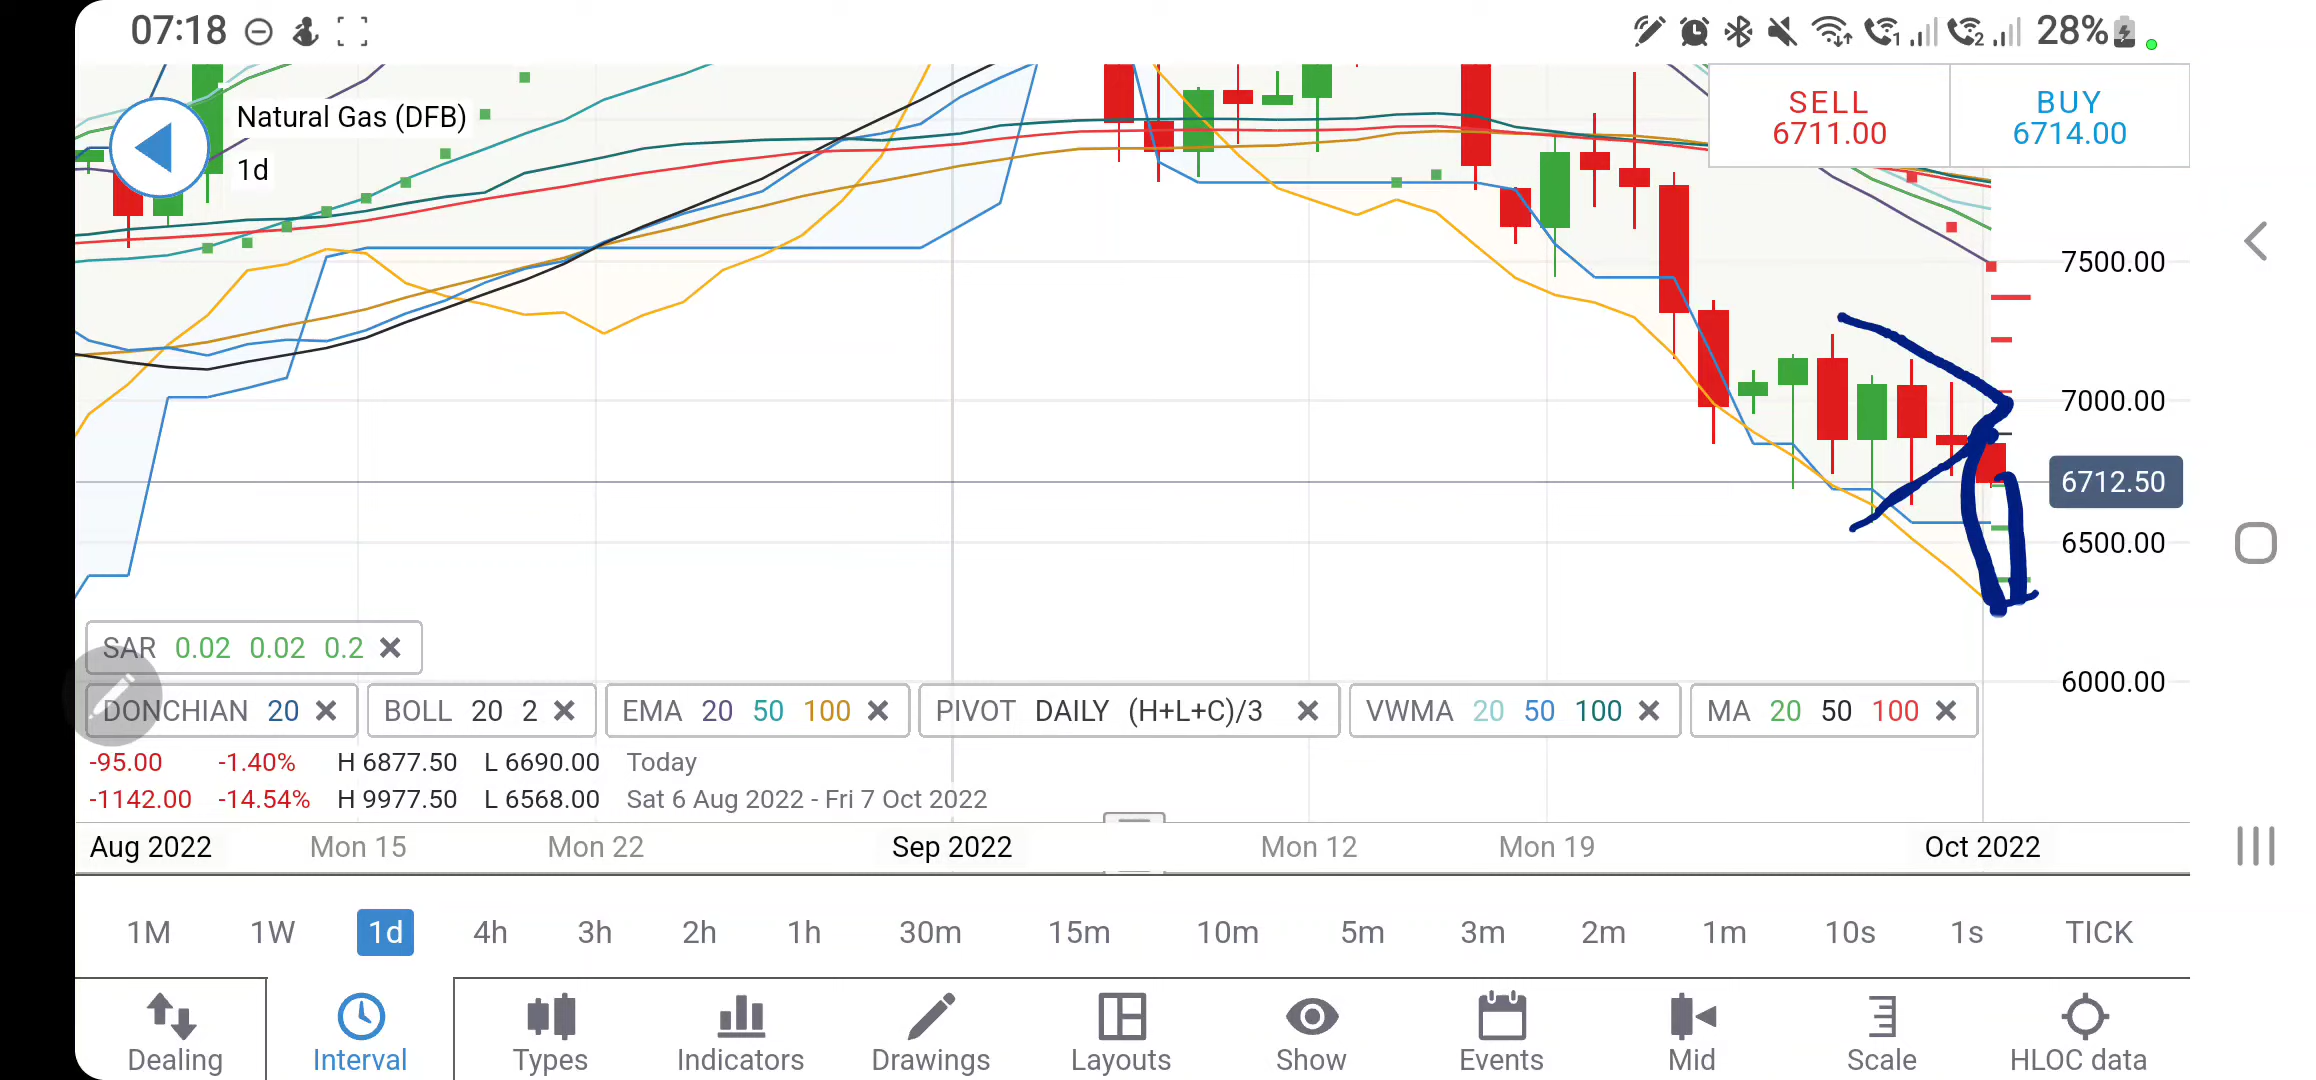 07:18
1
2
28%
Natural Gas (DFB)
1d
SELL
6711.00
BUY
6714.00
7500.00
7000.00
6712.50
6500.00
6000.00
SAR 0.02 0.02 0.2
DONCHIAN 20
BOLL 20 2
EMA 20 50 100
PIVOT DAILY (H+L+C)/3
VWMA 20 50 100
MA 20 50 100
-95.00 -1.40% H 6877.50 L 6690.00 Today
-1142.00 -14.54% H 9977.50 L 6568.00 Sat 6 Aug 2022 - Fri 7 Oct 2022
Aug 2022 Mon 15 Mon 22 Sep 2022 Mon 12 Mon 19 Oct 2022
1M 1W 1d 4h 3h 2h 1h 30m 15m 10m 5m 3m 2m 1m 10s 1s TICK
Dealing Interval Types Indicators Drawings Layouts Show Events Mid Scale HLOC data